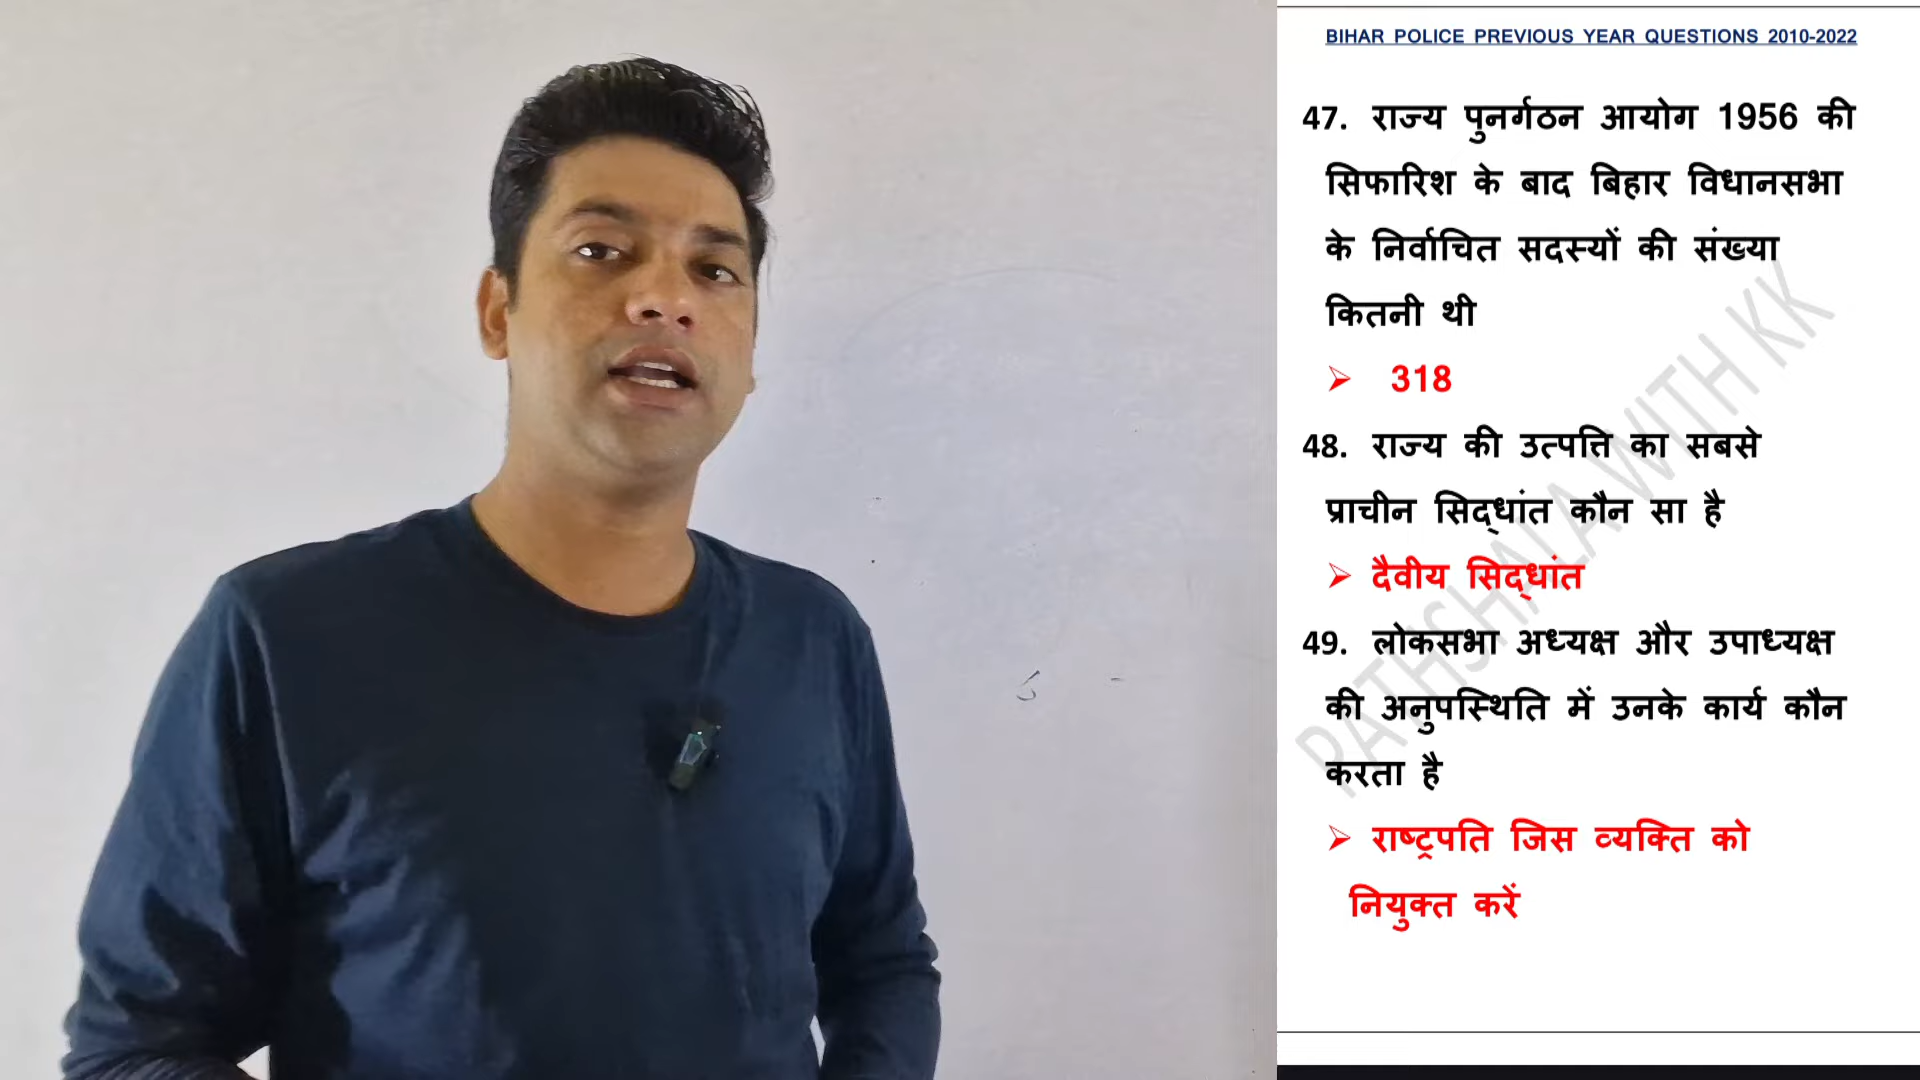 BIHAR POLICE PREVIOUS YEAR QUESTIONS 2010-2022
47. राज्य पुनर्गठन आयोग 1956 की
सिफारिश के बाद बिहार विधानसभा
के निर्वाचित सदस्यों की संख्या
कितनी थी
➢ 318
48. राज्य की उत्पत्ति का सबसे
प्राचीन सिद्धांत कौन सा है
➢ दैवीय सिद्धांत
49. लोकसभा अध्यक्ष और उपाध्यक्ष
की अनुपस्थिति में उनके कार्य कौन
करता है
➢ राष्ट्रपति जिस व्यक्ति को
नियुक्त करें
PATHSHALA WITH KK